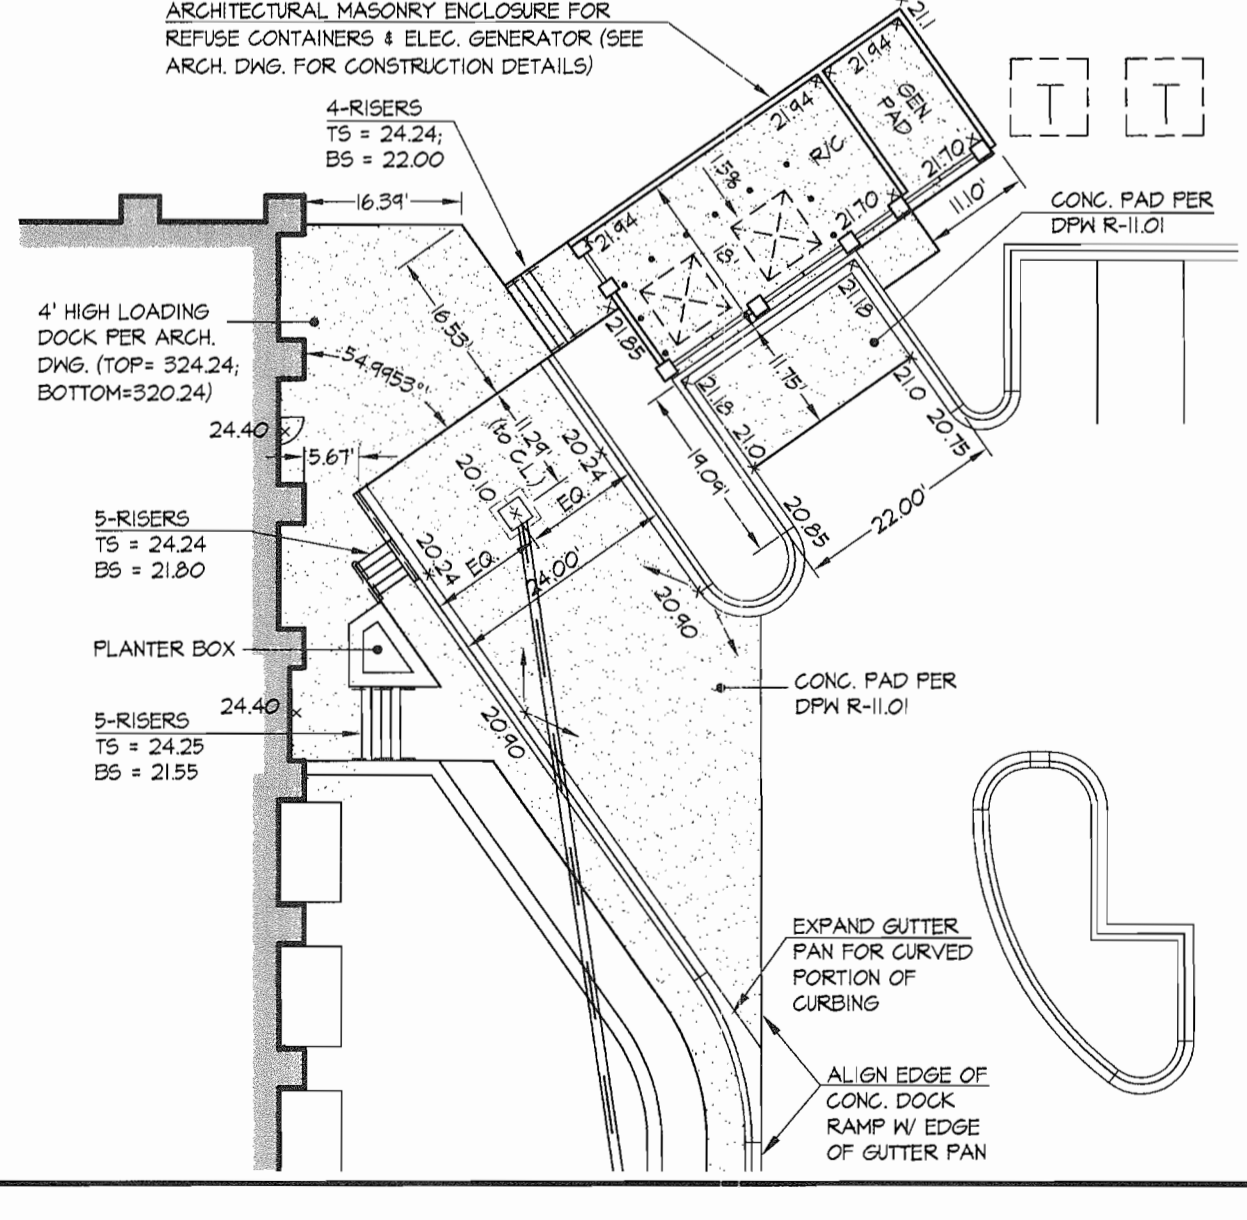 ARCHITECTURAL MASONRY ENCLOSURE FOR
REFUSE CONTAINERS & ELEC. GENERATOR (SEE
ARCH. DWG. FOR CONSTRUCTION DETAILS)
4-RISERS
TS = 24.24;
BS = 22.00
16.39'
21.94
GEN.
PAD
21.70
21.94
R/C
1.5%
21.70
11.10'
T
T
CONC. PAD PER
DPW R-11.01
21.94
18'
21.85
21.18
11.75'
21.0
20.75
22.00'
21.18
21.0
19.09'
20.85
4' HIGH LOADING
DOCK PER ARCH.
DWG. (TOP= 324.24;
BOTTOM=320.24)
16.53'
54.9953°
24.40
5.67'
11.29'
(to C.L.)
20.24
20.10
EQ.
EQ.
20.24
24.00'
20.90
5-RISERS
TS = 24.24
BS = 21.80
PLANTER BOX
24.40
5-RISERS
TS = 24.25
BS = 21.55
20.90
CONC. PAD PER
DPW R-11.01
EXPAND GUTTER
PAN FOR CURVED
PORTION OF
CURBING
ALIGN EDGE OF
CONC. DOCK
RAMP W/ EDGE
OF GUTTER PAN